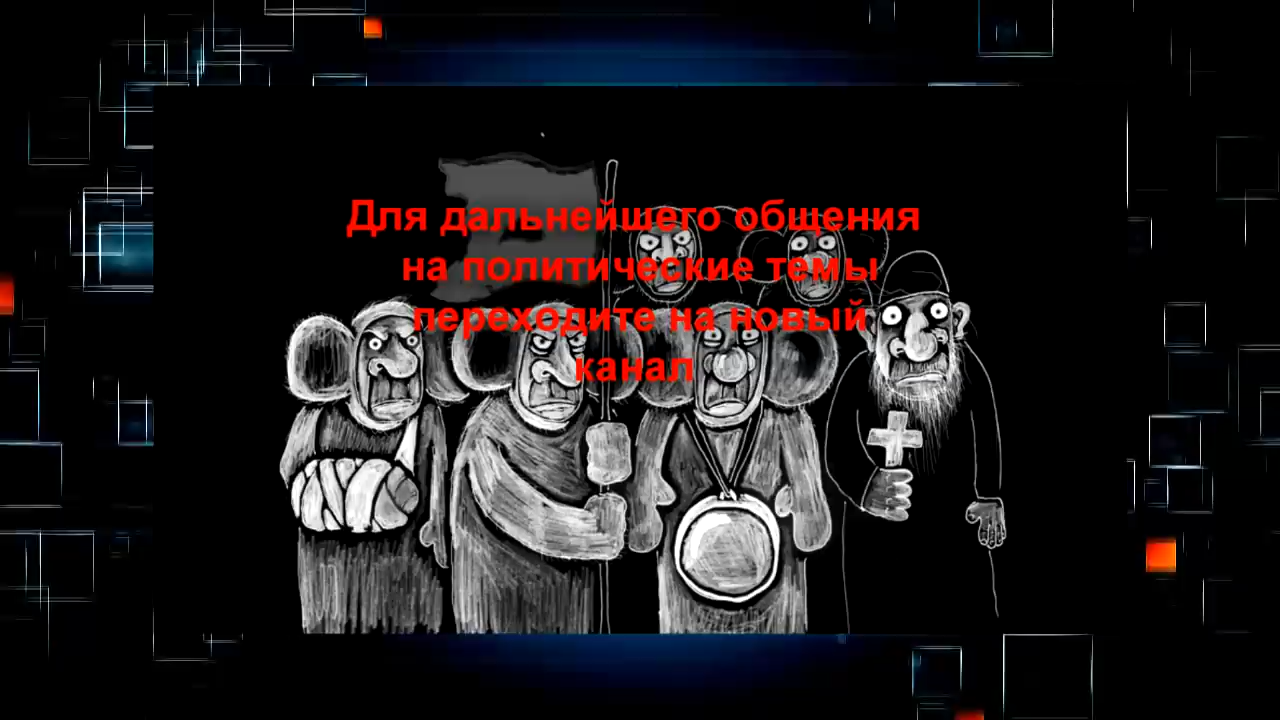 Для дальнейшего общения
на политические темы
переходите на новый
канал